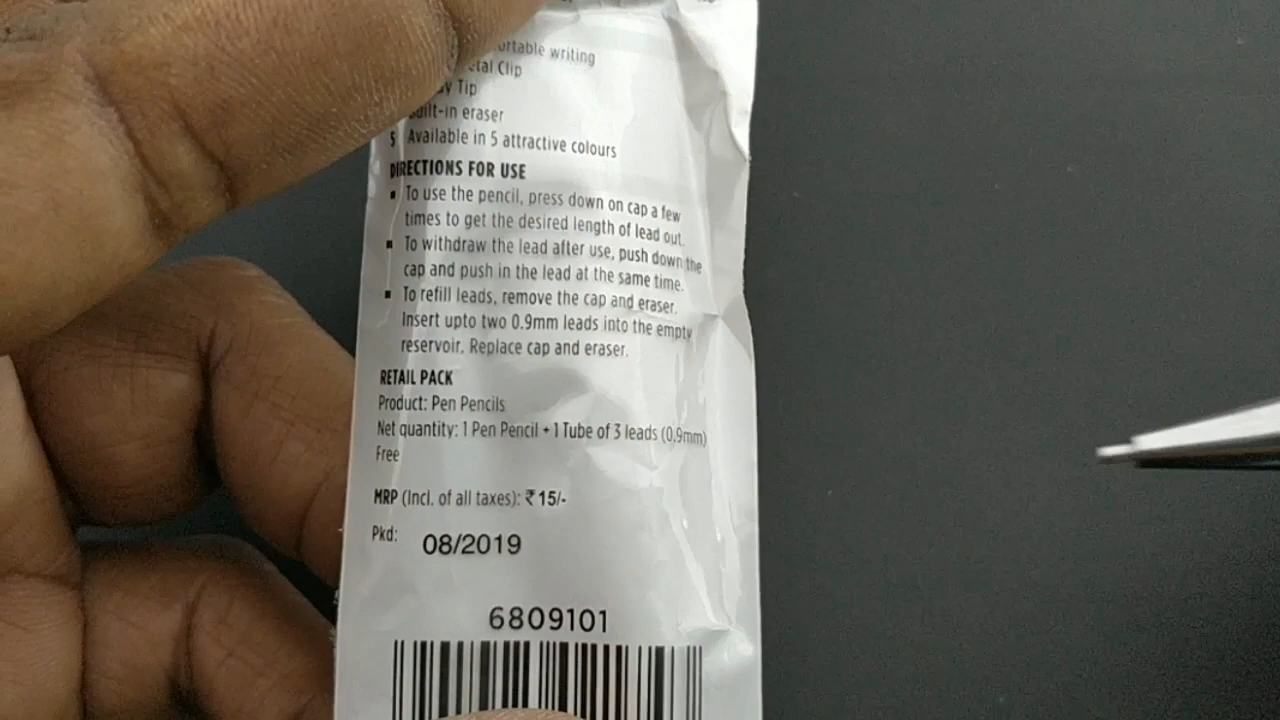 writing
Clip
Tip
eraser
5 Available in 5 attractive colours
DIRECTIONS FOR USE
▪ To use the pencil, press down on cap a few
times to get the desired length of lead out.
▪ To withdraw the lead after use, push down the
cap and push in the lead at the same time.
▪ To refill leads, remove the cap and eraser.
Insert upto two 0.9mm leads into the empty
reservoir. Replace cap and eraser.
RETAIL PACK
Product: Pen Pencils
Net quantity: 1 Pen Pencil + 1 Tube of 3 leads (0.9mm)
Free
MRP (Incl. of all taxes): ₹ 15/-
Pkd: 08/2019
6809101